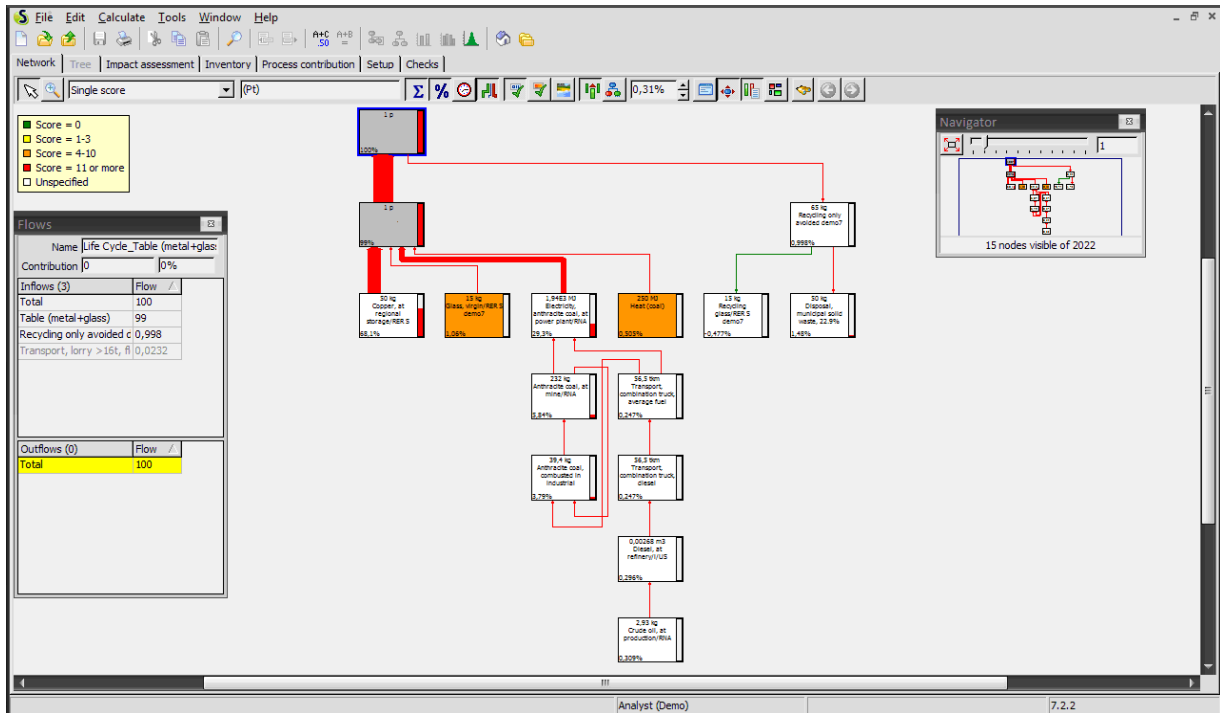 File Edit Calculate Tools Window Help
A+C .50 A+B =
Network Tree Impact assessment Inventory Process contribution Setup Checks
Single score (Pt) Σ % 0,31%
Score = 0
Score = 1-3
Score = 4-10
Score = 11 or more
Unspecified
1 p
100%
Navigator
1
15 nodes visible of 2022
Flows
Name Life Cycle_Table (metal+glas
Contribution 0 0%
Inflows (3) Flow
Total 100
Table (metal+glass) 99
Recycling only avoided c 0,998
Transport, lorry >16t, fl 0,0232
Outflows (0) Flow
Total 100
1 p
99%
65 kg
Recycling only
avoided demo?
0,998%
50 kg
Copper, at
regional
storage/RER S
68,1%
15 kg
Glass, virgin/RER S
demo?
1,06%
1,94E3 MJ
Electricity,
anthracite coal, at
power plant/RNA
29,3%
250 MJ
Heat (coal)
0,505%
15 kg
Recycling
glass/RER S
demo?
-0,477%
50 kg
Disposal,
municipal solid
waste, 22.9%
1,48%
232 kg
Anthracite coal, at
mine/RNA
5,84%
56,5 tkm
Transport,
combination truck,
average fuel
0,247%
39,4 kg
Anthracite coal,
combusted in
industrial
3,79%
56,5 tkm
Transport,
combination truck,
diesel
0,247%
0,00268 m3
Diesel, at
refinery/l/US
0,296%
2,93 kg
Crude oil, at
production/RNA
0,309%
Analyst (Demo) 7.2.2